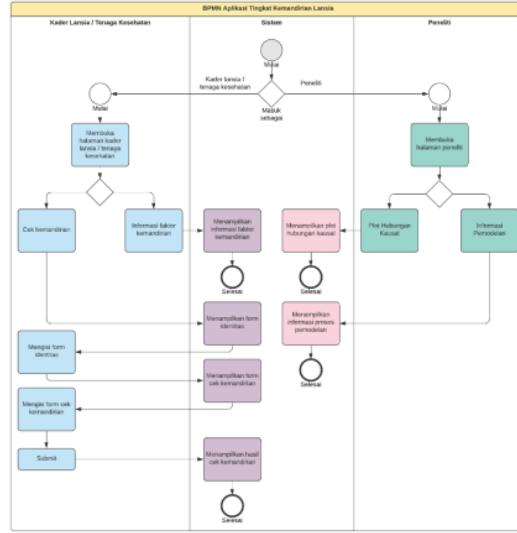 BPMN Aplikasi Tingkat Kemandirian Lansia
Kader Lansia / Tenaga Kesehatan
Sistem
Peneliti
Mulai
Kader lansia /
tenaga kesehatan
Peneliti
Masuk
sebagai
Mulai
Mulai
Membuka
halaman kader
lansia / tenaga
kesehatan
Membuka
halaman peneliti
Cek kemandirian
Informasi faktor
kemandirian
Menampilkan
informasi faktor
kemandirian
Menampilkan plot
hubungan kausal
Plot Hubungan
Kausal
Informasi
Pemodelan
Selesai
Selesai
Menampilkan form
identitas
Menampilkan
informasi proses
pemodelan
Mengisi form
identitas
Menampilkan form
cek kemandirian
Selesai
Mengisi form cek
kemandirian
Submit
Menampilkan hasil
cek kemandirian
Selesai